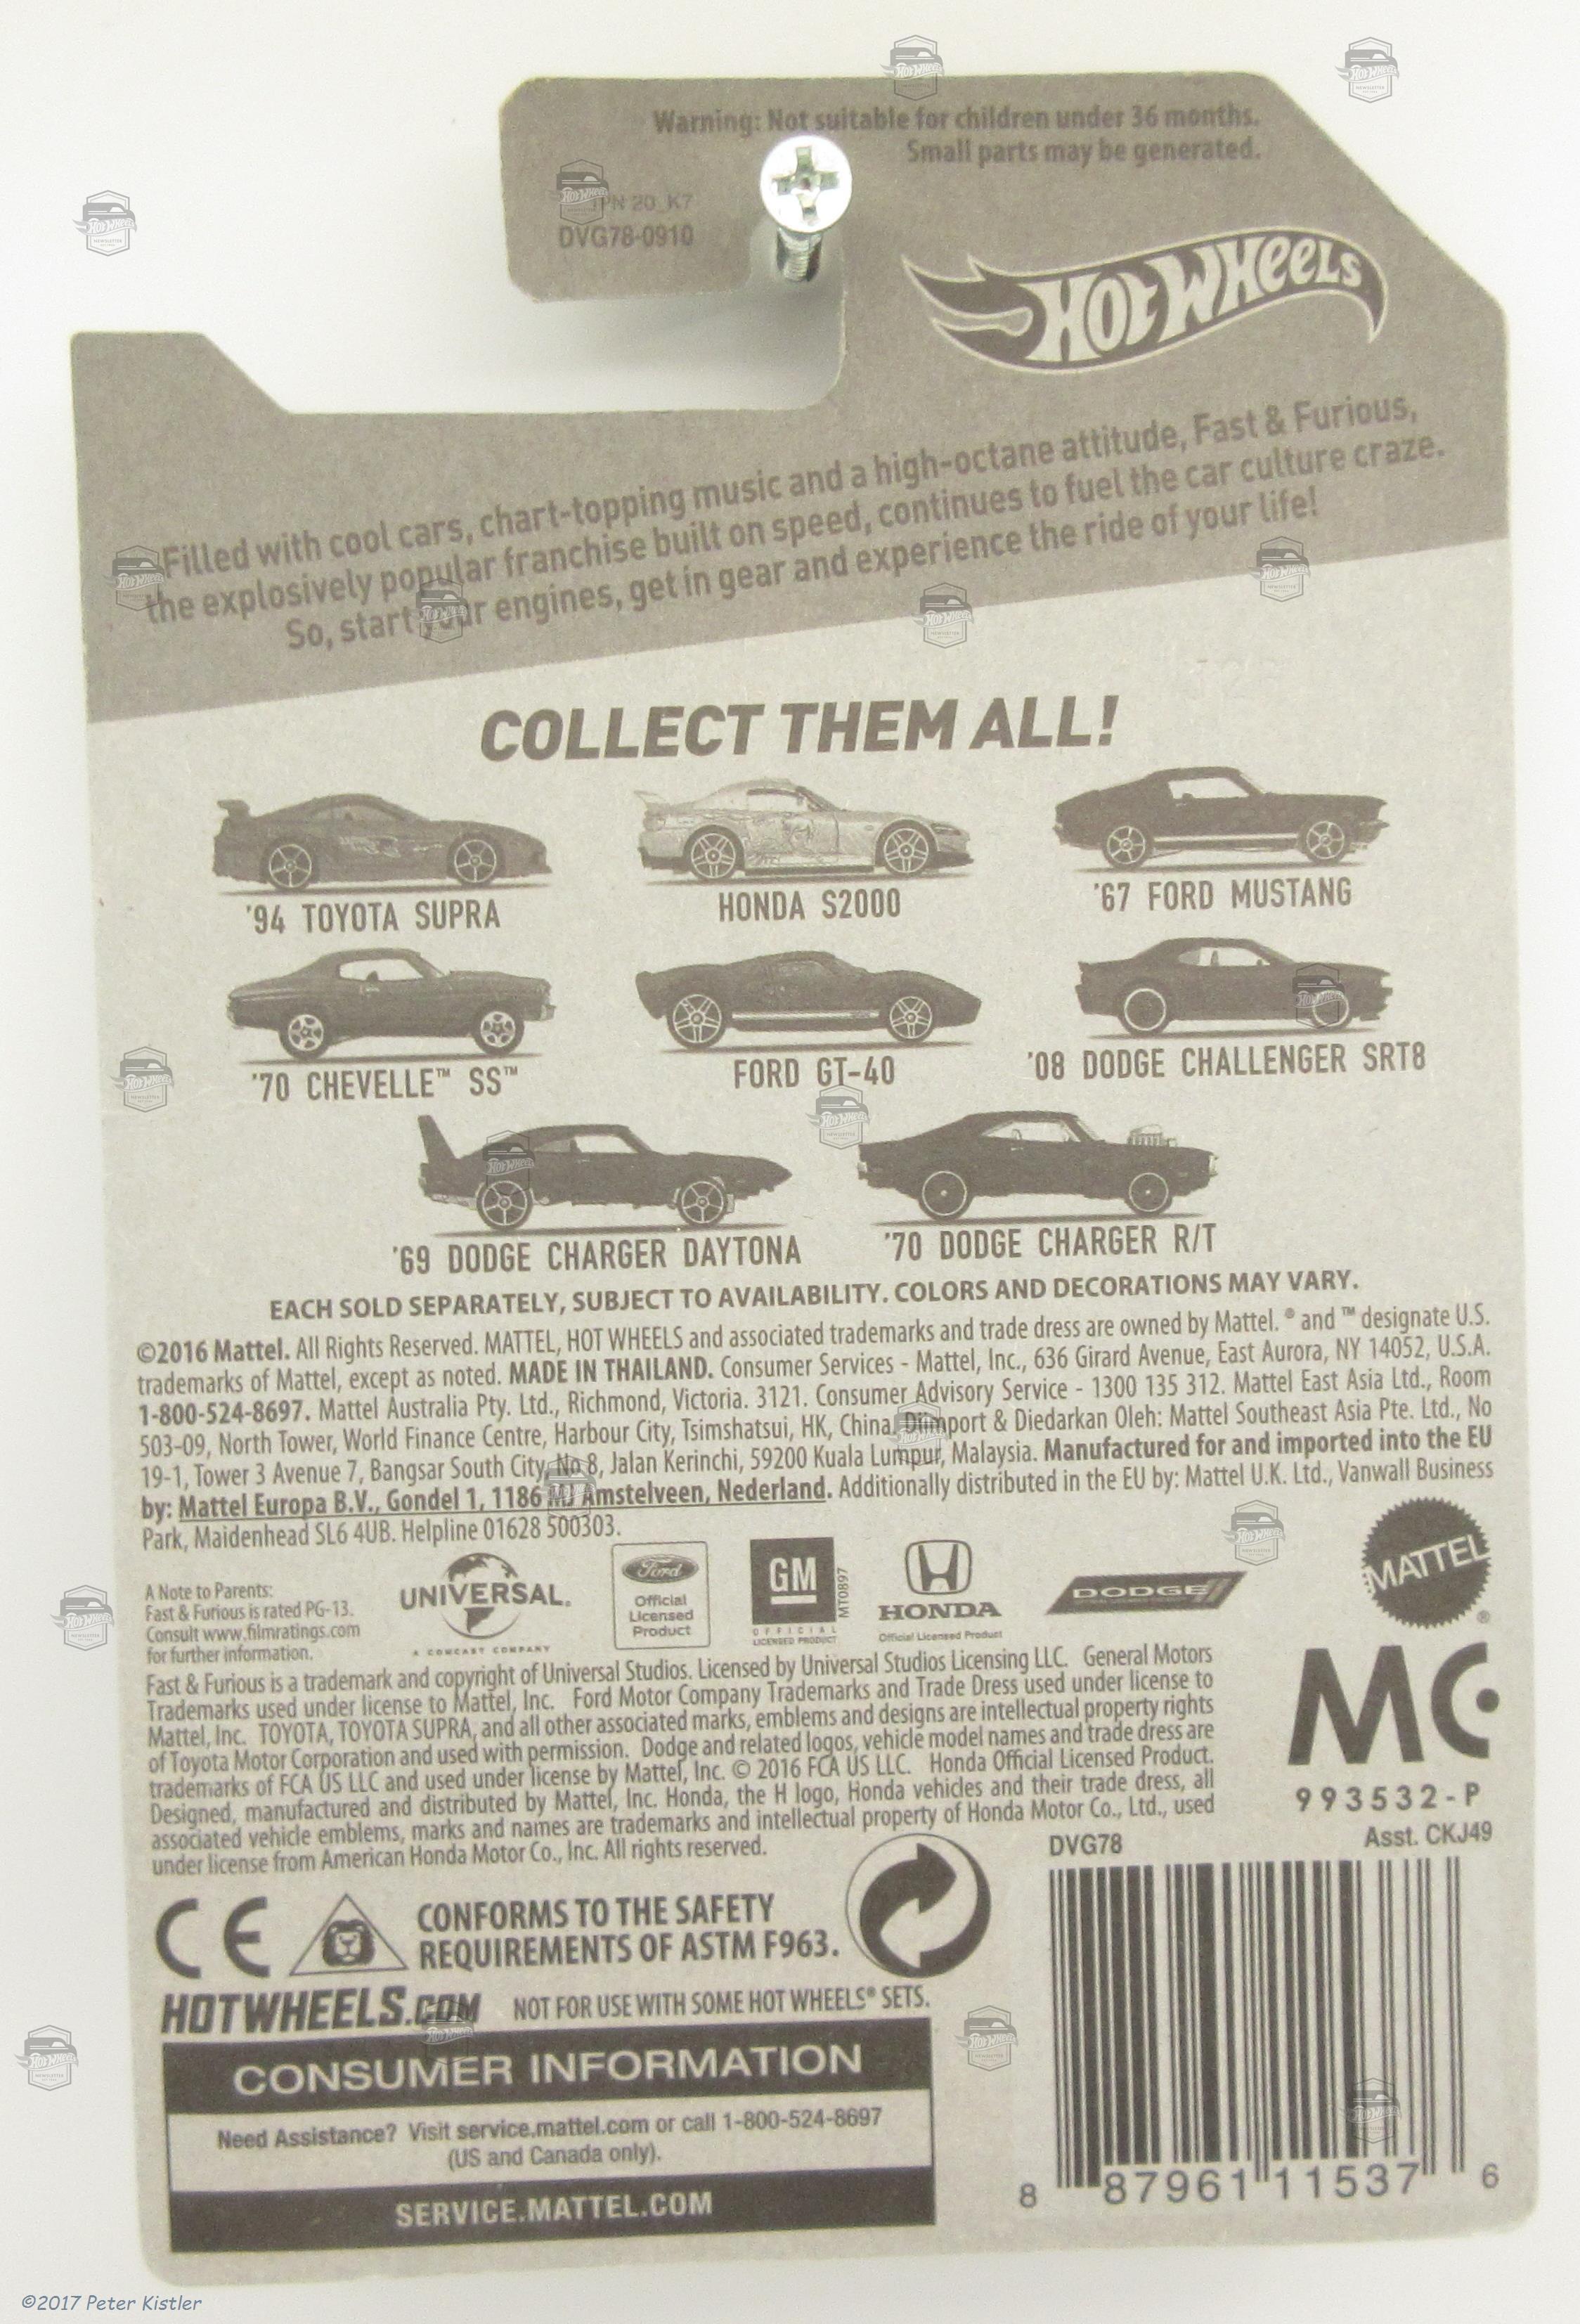 Warning: Not suitable for children under 36 months.
Small parts may be generated.
JPN 20_K7
DVG78-0910
HOT WHEELS
Filled with cool cars, chart-topping music and a high-octane attitude, Fast & Furious,
the explosively popular franchise built on speed, continues to fuel the car culture craze.
So, start your engines, get in gear and experience the ride of your life!
COLLECT THEM ALL!
'94 TOYOTA SUPRA
HONDA S2000
'67 FORD MUSTANG
'70 CHEVELLE™ SS™
FORD GT-40
'08 DODGE CHALLENGER SRT8
'69 DODGE CHARGER DAYTONA
'70 DODGE CHARGER R/T
EACH SOLD SEPARATELY, SUBJECT TO AVAILABILITY. COLORS AND DECORATIONS MAY VARY.
©2016 Mattel. All Rights Reserved. MATTEL, HOT WHEELS and associated trademarks and trade dress are owned by Mattel. ® and ™ designate U.S.
trademarks of Mattel, except as noted. MADE IN THAILAND. Consumer Services - Mattel, Inc., 636 Girard Avenue, East Aurora, NY 14052, U.S.A.
1-800-524-8697. Mattel Australia Pty. Ltd., Richmond, Victoria. 3121. Consumer Advisory Service - 1300 135 312. Mattel East Asia Ltd., Room
503-09, North Tower, World Finance Centre, Harbour City, Tsimshatsui, HK, China. Diimport & Diedarkan Oleh: Mattel Southeast Asia Pte. Ltd., No
19-1, Tower 3 Avenue 7, Bangsar South City, No 8, Jalan Kerinchi, 59200 Kuala Lumpur, Malaysia. Manufactured for and imported into the EU
by: Mattel Europa B.V., Gondel 1, 1186 MJ Amstelveen, Nederland. Additionally distributed in the EU by: Mattel U.K. Ltd., Vanwall Business
Park, Maidenhead SL6 4UB. Helpline 01628 500303.
A Note to Parents:
Fast & Furious is rated PG-13.
Consult www.filmratings.com
for further information.
UNIVERSAL.
A COMCAST COMPANY
Ford
Official
Licensed
Product
GM
MT0897
OFFICIAL
LICENSED PRODUCT
HONDA
Official Licensed Product
DODGE
MATTEL®
Fast & Furious is a trademark and copyright of Universal Studios. Licensed by Universal Studios Licensing LLC. General Motors
Trademarks used under license to Mattel, Inc. Ford Motor Company Trademarks and Trade Dress used under license to
Mattel, Inc. TOYOTA, TOYOTA SUPRA, and all other associated marks, emblems and designs are intellectual property rights
of Toyota Motor Corporation and used with permission. Dodge and related logos, vehicle model names and trade dress are
trademarks of FCA US LLC and used under license by Mattel, Inc. © 2016 FCA US LLC. Honda Official Licensed Product.
Designed, manufactured and distributed by Mattel, Inc. Honda, the H logo, Honda vehicles and their trade dress, all
associated vehicle emblems, marks and names are trademarks and intellectual property of Honda Motor Co., Ltd., used
under license from American Honda Motor Co., Inc. All rights reserved.
MC
993532-P
DVG78
Asst. CKJ49
CE
CONFORMS TO THE SAFETY
REQUIREMENTS OF ASTM F963.
HOTWHEELS.COM
NOT FOR USE WITH SOME HOT WHEELS® SETS.
CONSUMER INFORMATION
Need Assistance? Visit service.mattel.com or call 1-800-524-8697
(US and Canada only).
SERVICE.MATTEL.COM
8 87961 11537 6
©2017 Peter Kistler